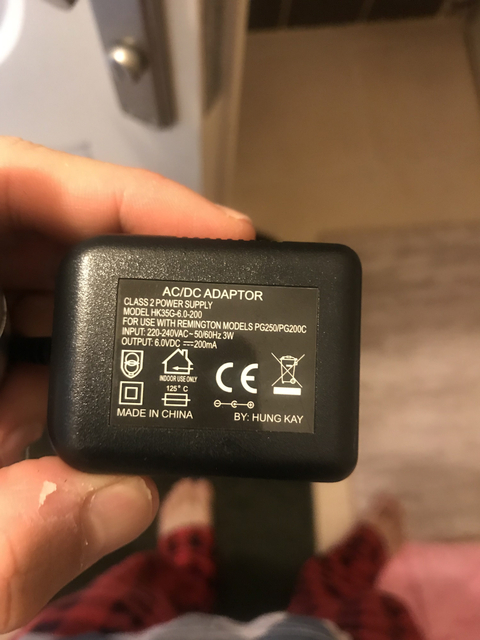 AC/DC ADAPTOR
CLASS 2 POWER SUPPLY
MODEL HK35G-6.0-200
FOR USE WITH REMINGTON MODELS PG250/PG200C
INPUT: 220-240VAC~50/60Hz 3W
OUTPUT: 6.0VDC ⎓200mA
INDOOR USE ONLY
125° C
CE
MADE IN CHINA
BY: HUNG KAY